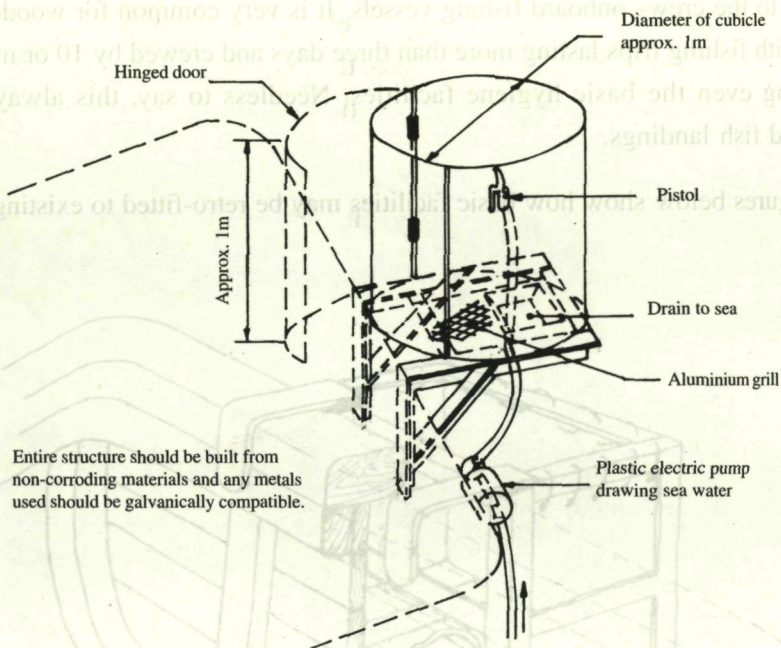 Diameter of cubicle
approx. 1m
Hinged door
Pistol
Approx. 1m
Drain to sea
Aluminium grill
Entire structure should be built from
non-corroding materials and any metals
used should be galvanically compatible.
Plastic electric pump
drawing sea water